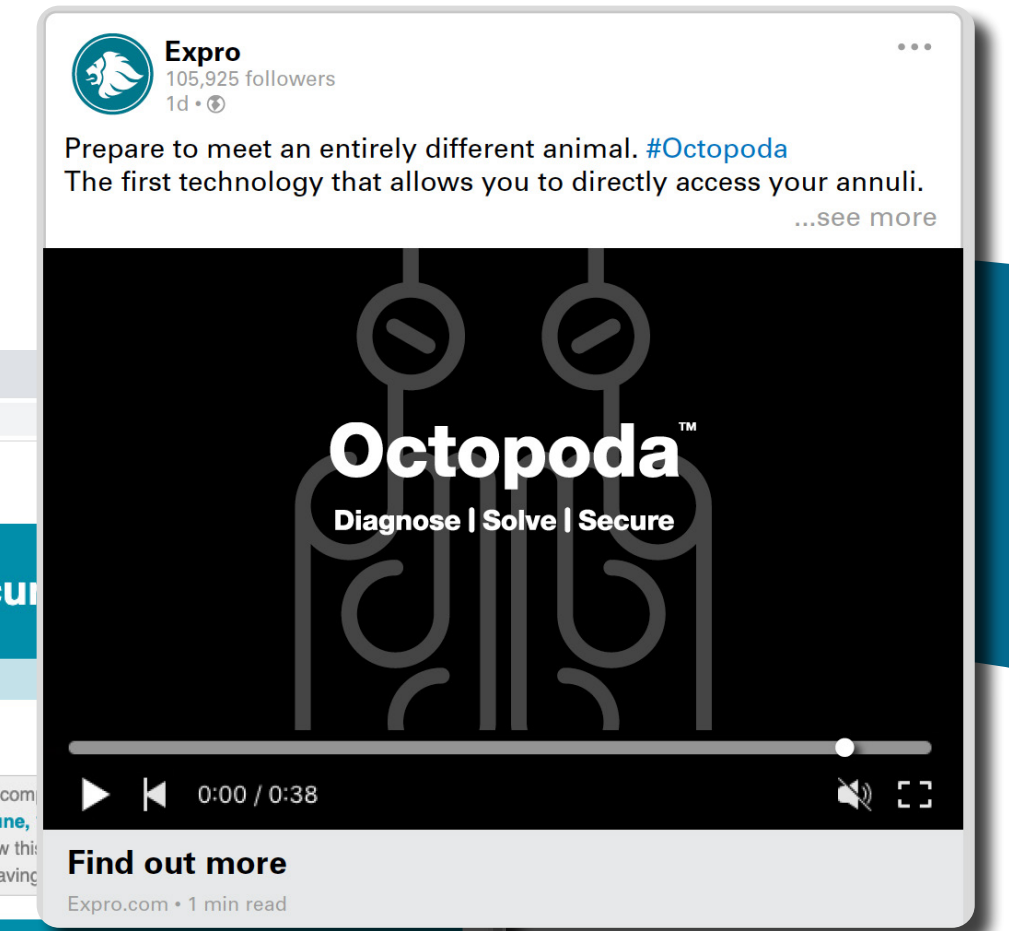 Expro
105,925 followers
1d •
Prepare to meet an entirely different animal. #Octopoda
The first technology that allows you to directly access your annuli.
...see more
Octopoda™
Diagnose | Solve | Secure
0:00 / 0:38
Find out more
Expro.com • 1 min read